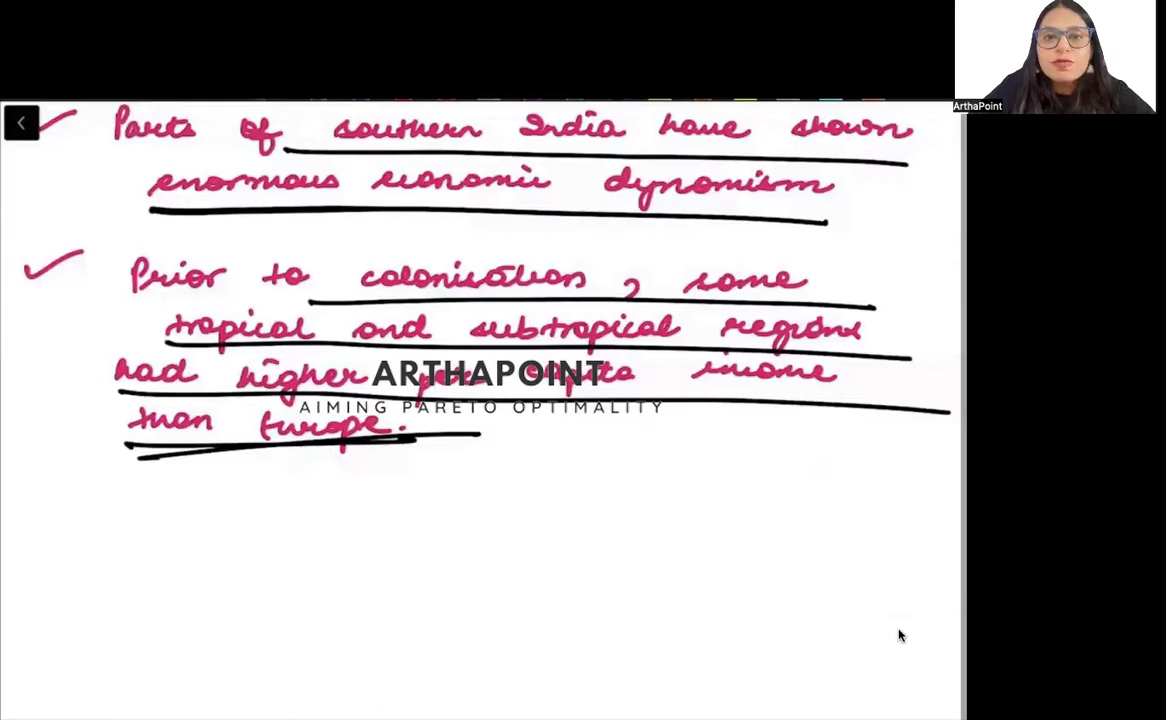 ArthaPoint
Parts of southern India have shown
enormous economic dynamism
Prior to colonisation, some
tropical and subtropical regions
had higher per capita income
than Europe.
ARTHAPOINT
AIMING PARETO OPTIMALITY